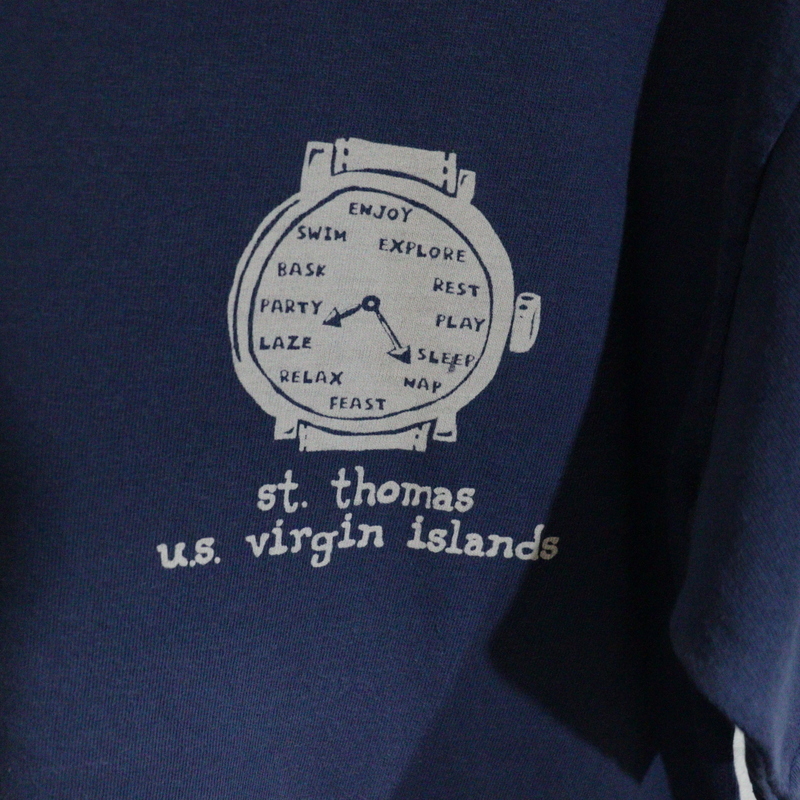 ENJOY
EXPLORE
REST
PLAY
SLEEP
NAP
FEAST
RELAX
LAZE
PARTY
BASK
SWIM
st. thomas
u.s. virgin islands